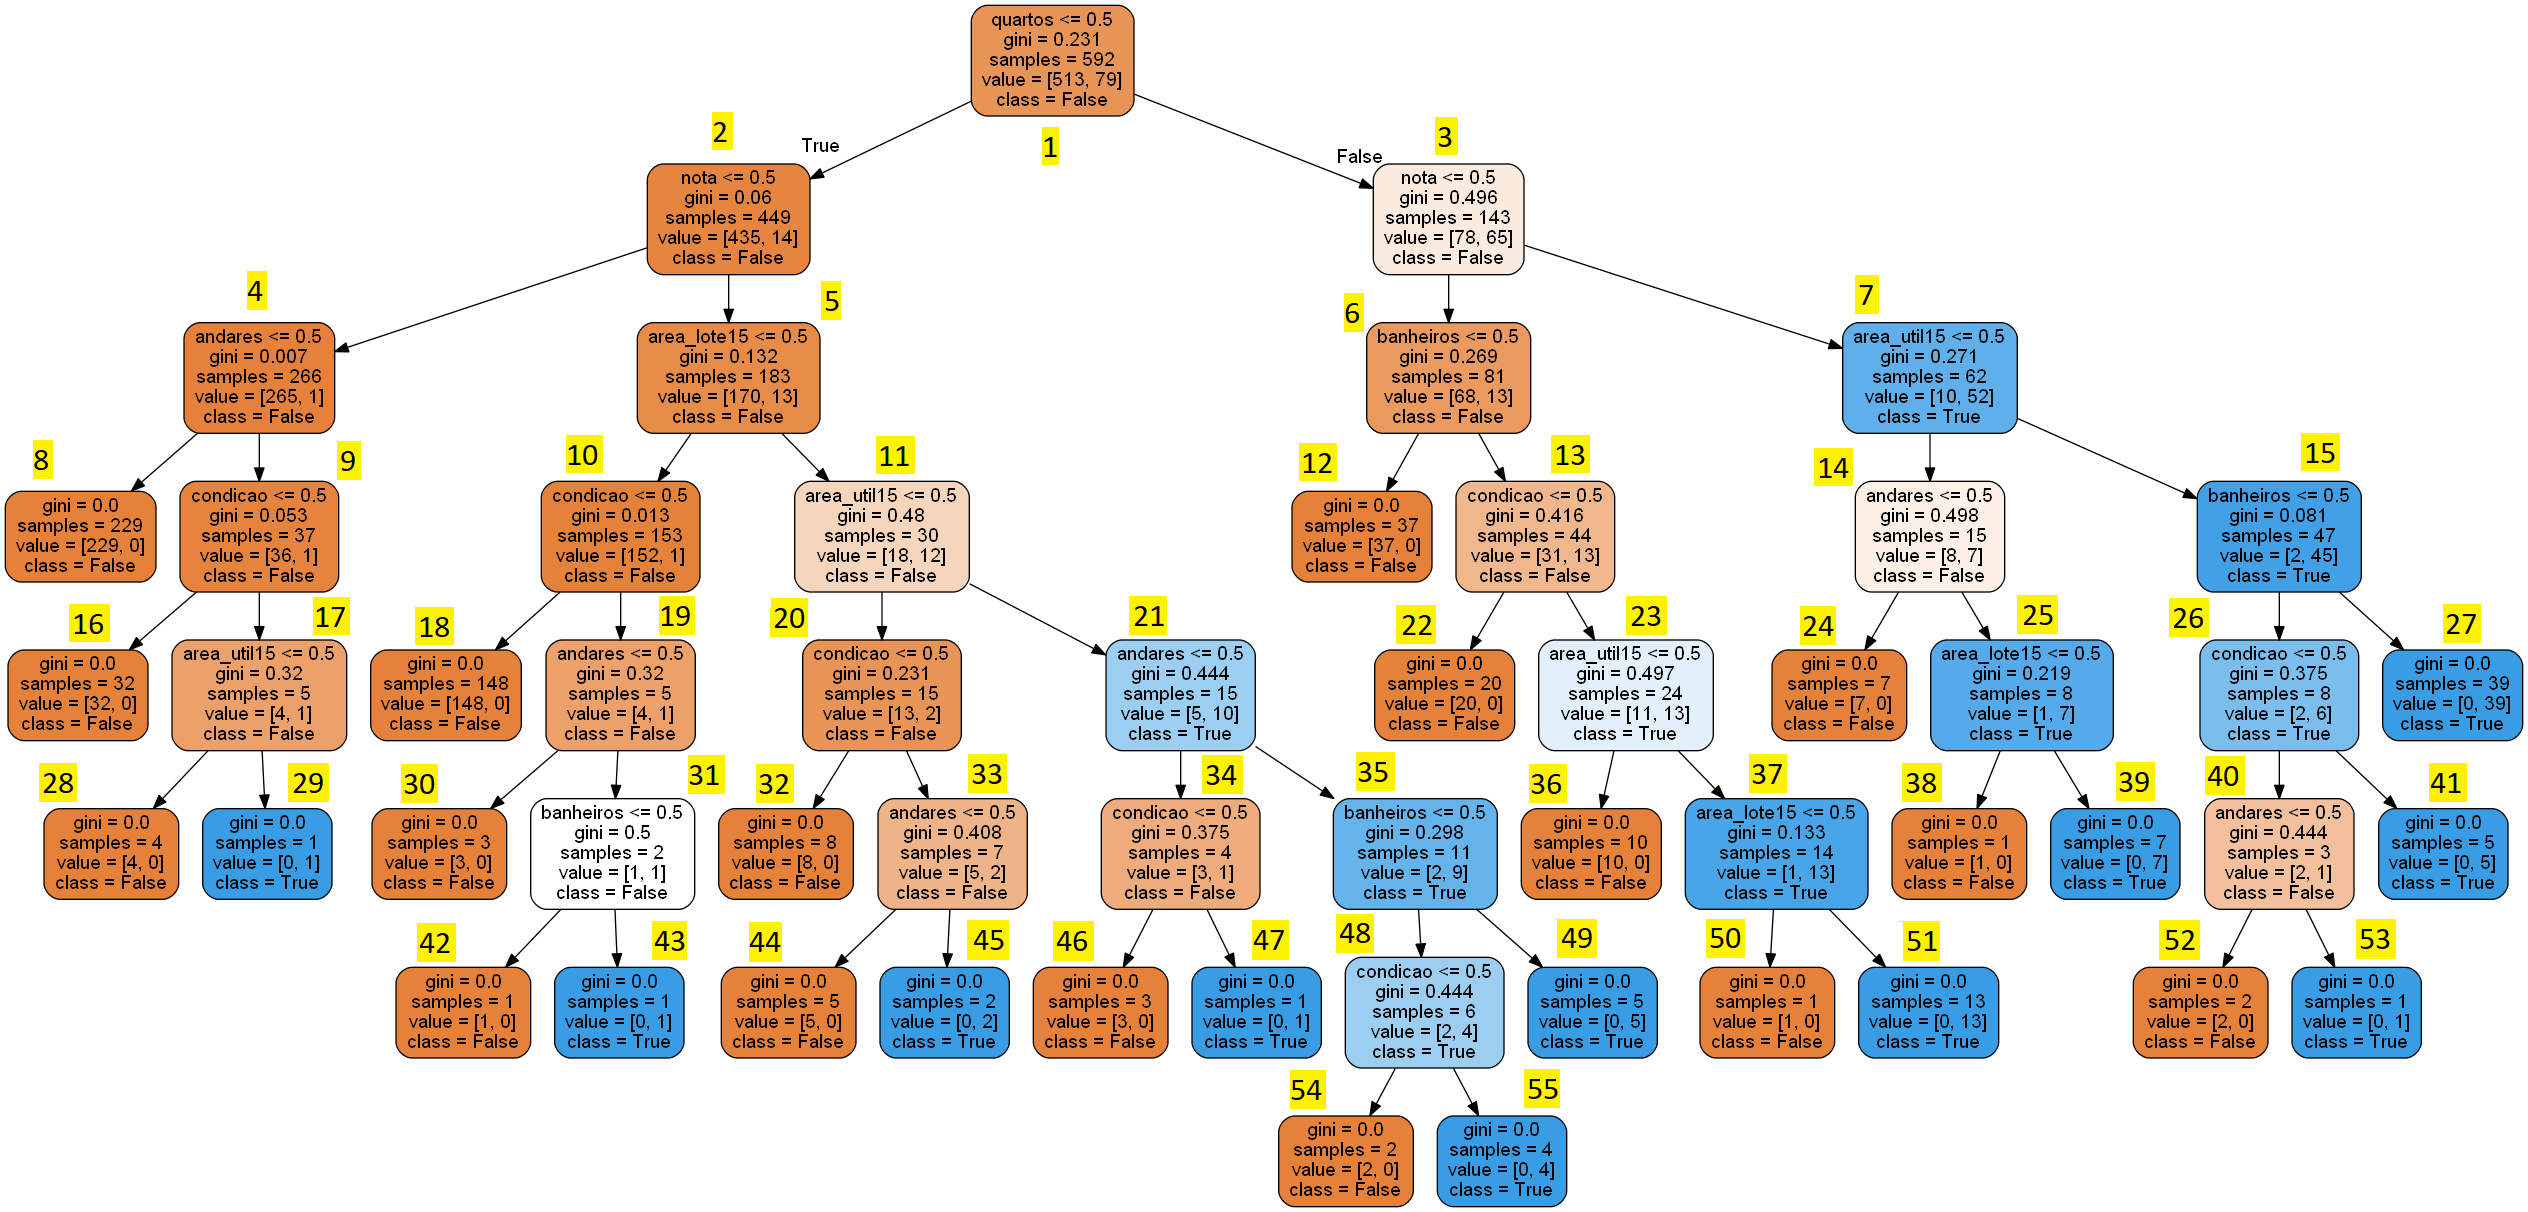 quartos <= 0.5
gini = 0.231
samples = 592
value = [513, 79]
class = False
1
True
False
2
nota <= 0.5
gini = 0.06
samples = 449
value = [435, 14]
class = False
3
nota <= 0.5
gini = 0.496
samples = 143
value = [78, 65]
class = False
4
andares <= 0.5
gini = 0.007
samples = 266
value = [265, 1]
class = False
5
area_lote15 <= 0.5
gini = 0.132
samples = 183
value = [170, 13]
class = False
6
banheiros <= 0.5
gini = 0.269
samples = 81
value = [68, 13]
class = False
7
area_util15 <= 0.5
gini = 0.271
samples = 62
value = [10, 52]
class = True
8
gini = 0.0
samples = 229
value = [229, 0]
class = False
9
condicao <= 0.5
gini = 0.053
samples = 37
value = [36, 1]
class = False
10
condicao <= 0.5
gini = 0.013
samples = 153
value = [152, 1]
class = False
11
area_util15 <= 0.5
gini = 0.48
samples = 30
value = [18, 12]
class = False
12
gini = 0.0
samples = 37
value = [37, 0]
class = False
13
condicao <= 0.5
gini = 0.416
samples = 44
value = [31, 13]
class = False
14
andares <= 0.5
gini = 0.498
samples = 15
value = [8, 7]
class = False
15
banheiros <= 0.5
gini = 0.081
samples = 47
value = [2, 45]
class = True
16
gini = 0.0
samples = 32
value = [32, 0]
class = False
17
area_util15 <= 0.5
gini = 0.32
samples = 5
value = [4, 1]
class = False
18
gini = 0.0
samples = 148
value = [148, 0]
class = False
19
andares <= 0.5
gini = 0.32
samples = 5
value = [4, 1]
class = False
20
condicao <= 0.5
gini = 0.231
samples = 15
value = [13, 2]
class = False
21
andares <= 0.5
gini = 0.444
samples = 15
value = [5, 10]
class = True
22
gini = 0.0
samples = 20
value = [20, 0]
class = False
23
area_util15 <= 0.5
gini = 0.497
samples = 24
value = [11, 13]
class = True
24
gini = 0.0
samples = 7
value = [7, 0]
class = False
25
area_lote15 <= 0.5
gini = 0.219
samples = 8
value = [1, 7]
class = True
26
condicao <= 0.5
gini = 0.375
samples = 8
value = [2, 6]
class = True
27
gini = 0.0
samples = 39
value = [0, 39]
class = True
28
gini = 0.0
samples = 4
value = [4, 0]
class = False
29
gini = 0.0
samples = 1
value = [0, 1]
class = True
30
gini = 0.0
samples = 3
value = [3, 0]
class = False
31
banheiros <= 0.5
gini = 0.5
samples = 2
value = [1, 1]
class = False
32
gini = 0.0
samples = 8
value = [8, 0]
class = False
33
andares <= 0.5
gini = 0.408
samples = 7
value = [5, 2]
class = False
34
condicao <= 0.5
gini = 0.375
samples = 4
value = [3, 1]
class = False
35
banheiros <= 0.5
gini = 0.298
samples = 11
value = [2, 9]
class = True
36
gini = 0.0
samples = 10
value = [10, 0]
class = False
37
area_lote15 <= 0.5
gini = 0.133
samples = 14
value = [1, 13]
class = True
38
gini = 0.0
samples = 1
value = [1, 0]
class = False
39
gini = 0.0
samples = 7
value = [0, 7]
class = True
40
andares <= 0.5
gini = 0.444
samples = 3
value = [2, 1]
class = False
41
gini = 0.0
samples = 5
value = [0, 5]
class = True
42
gini = 0.0
samples = 1
value = [1, 0]
class = False
43
gini = 0.0
samples = 1
value = [0, 1]
class = True
44
gini = 0.0
samples = 5
value = [5, 0]
class = False
45
gini = 0.0
samples = 2
value = [0, 2]
class = True
46
gini = 0.0
samples = 3
value = [3, 0]
class = False
47
gini = 0.0
samples = 1
value = [0, 1]
class = True
48
condicao <= 0.5
gini = 0.444
samples = 6
value = [2, 4]
class = True
49
gini = 0.0
samples = 5
value = [0, 5]
class = True
50
gini = 0.0
samples = 1
value = [1, 0]
class = False
51
gini = 0.0
samples = 13
value = [0, 13]
class = True
52
gini = 0.0
samples = 2
value = [2, 0]
class = False
53
gini = 0.0
samples = 1
value = [0, 1]
class = True
54
gini = 0.0
samples = 2
value = [2, 0]
class = False
55
gini = 0.0
samples = 4
value = [0, 4]
class = True